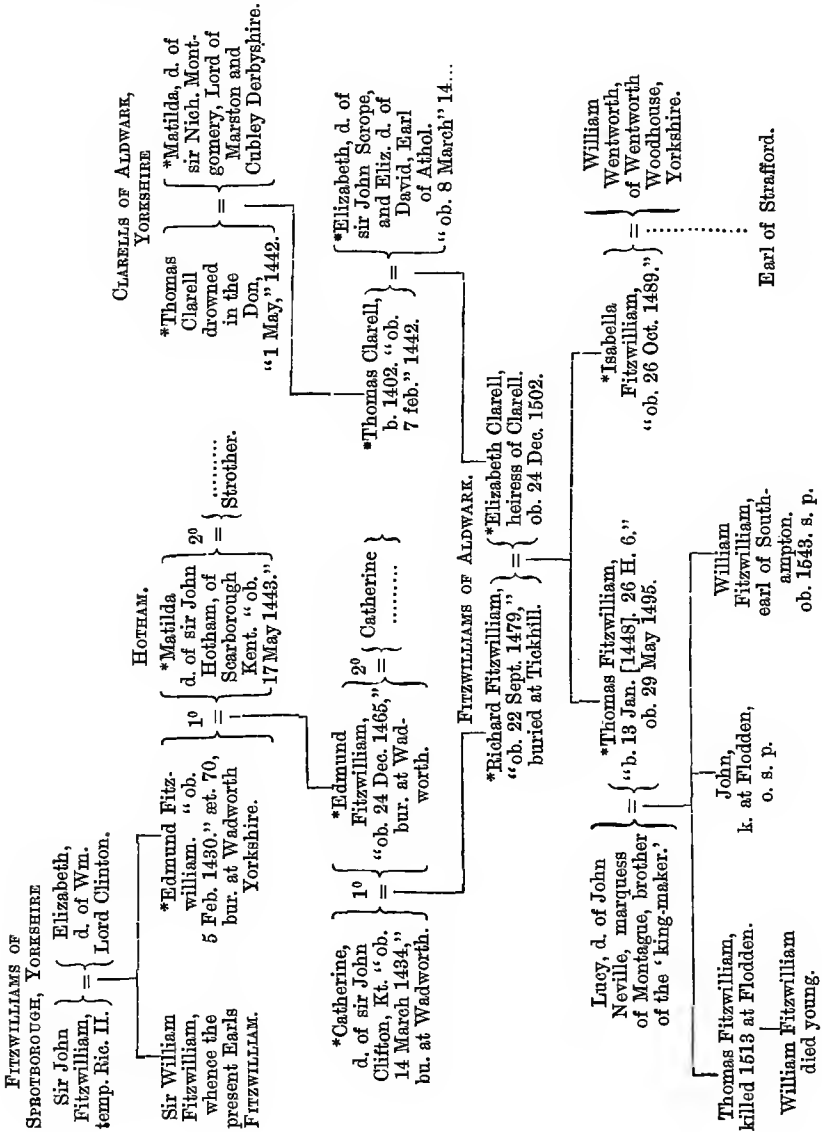 FITZWILLIAMS OF
SPROTBOROUGH, YORKSHIRE
Sir John
Fitzwilliam,
temp. Ric. II.
=
Elizabeth,
d. of Wm.
Lord Clinton.
Sir William
Fitzwilliam,
whence the
present Earls
FITZWILLIAM.
*Edmund Fitz-
william. “ob.
5 Feb. 1430.” æt. 70,
bur. at Wadworth
Yorkshire.
1º
=
HOTHAM.
*Matilda
d. of sir John
Hotham, of
Scarborough
Kent. “ob.
17 May 1443.”
2º
=
.........
Strother.
CLARELLS OF ALDWARK,
YORKSHIRE
*Thomas
Clarell
drowned
in the
Don,
“1 May,” 1442.
=
*Matilda, d. of
sir Nich. Mont-
gomery, Lord of
Marston and
Cubley Derbyshire.
*Catherine,
d. of sir John
Clifton, Kt. “ob.
14 March 1434,”
bu. at Wadworth.
1º
=
*Edmund
Fitzwilliam,
“ob. 24 Dec. 1465,”
bur. at Wad-
worth.
2º
=
Catherine
.........
*Thomas Clarell,
b. 1402. “ob.
7 feb.” 1442.
=
*Elizabeth, d. of
sir John Scrope,
and Eliz. d. of
David, Earl
of Athol.
“ob. 8 March” 14...
FITZWILLIAMS OF ALDWARK.
*Richard Fitzwilliam,
“ob. 22 Sept. 1479,”
buried at Tickhill.
=
*Elizabeth Clarell,
heiress of Clarell.
ob. 24 Dec. 1502.
Lucy, d. of John
Neville, marquess
of Montague, brother
of the ‘king-maker.’
=
*Thomas Fitzwilliam,
“b. 13 Jan. [1448]. 26 H. 6.”
ob. 29 May 1495.
*Isabella
Fitzwilliam,
“ob. 26 Oct. 1489.”
=
William
Wentworth,
of Wentworth
Woodhouse,
Yorkshire.
Earl of Strafford.
Thomas Fitzwilliam,
killed 1513 at Flodden.
William Fitzwilliam
died young.
John,
k. at Flodden,
o. s. p.
William
Fitzwilliam,
earl of South-
ampton.
ob. 1543. s. p.